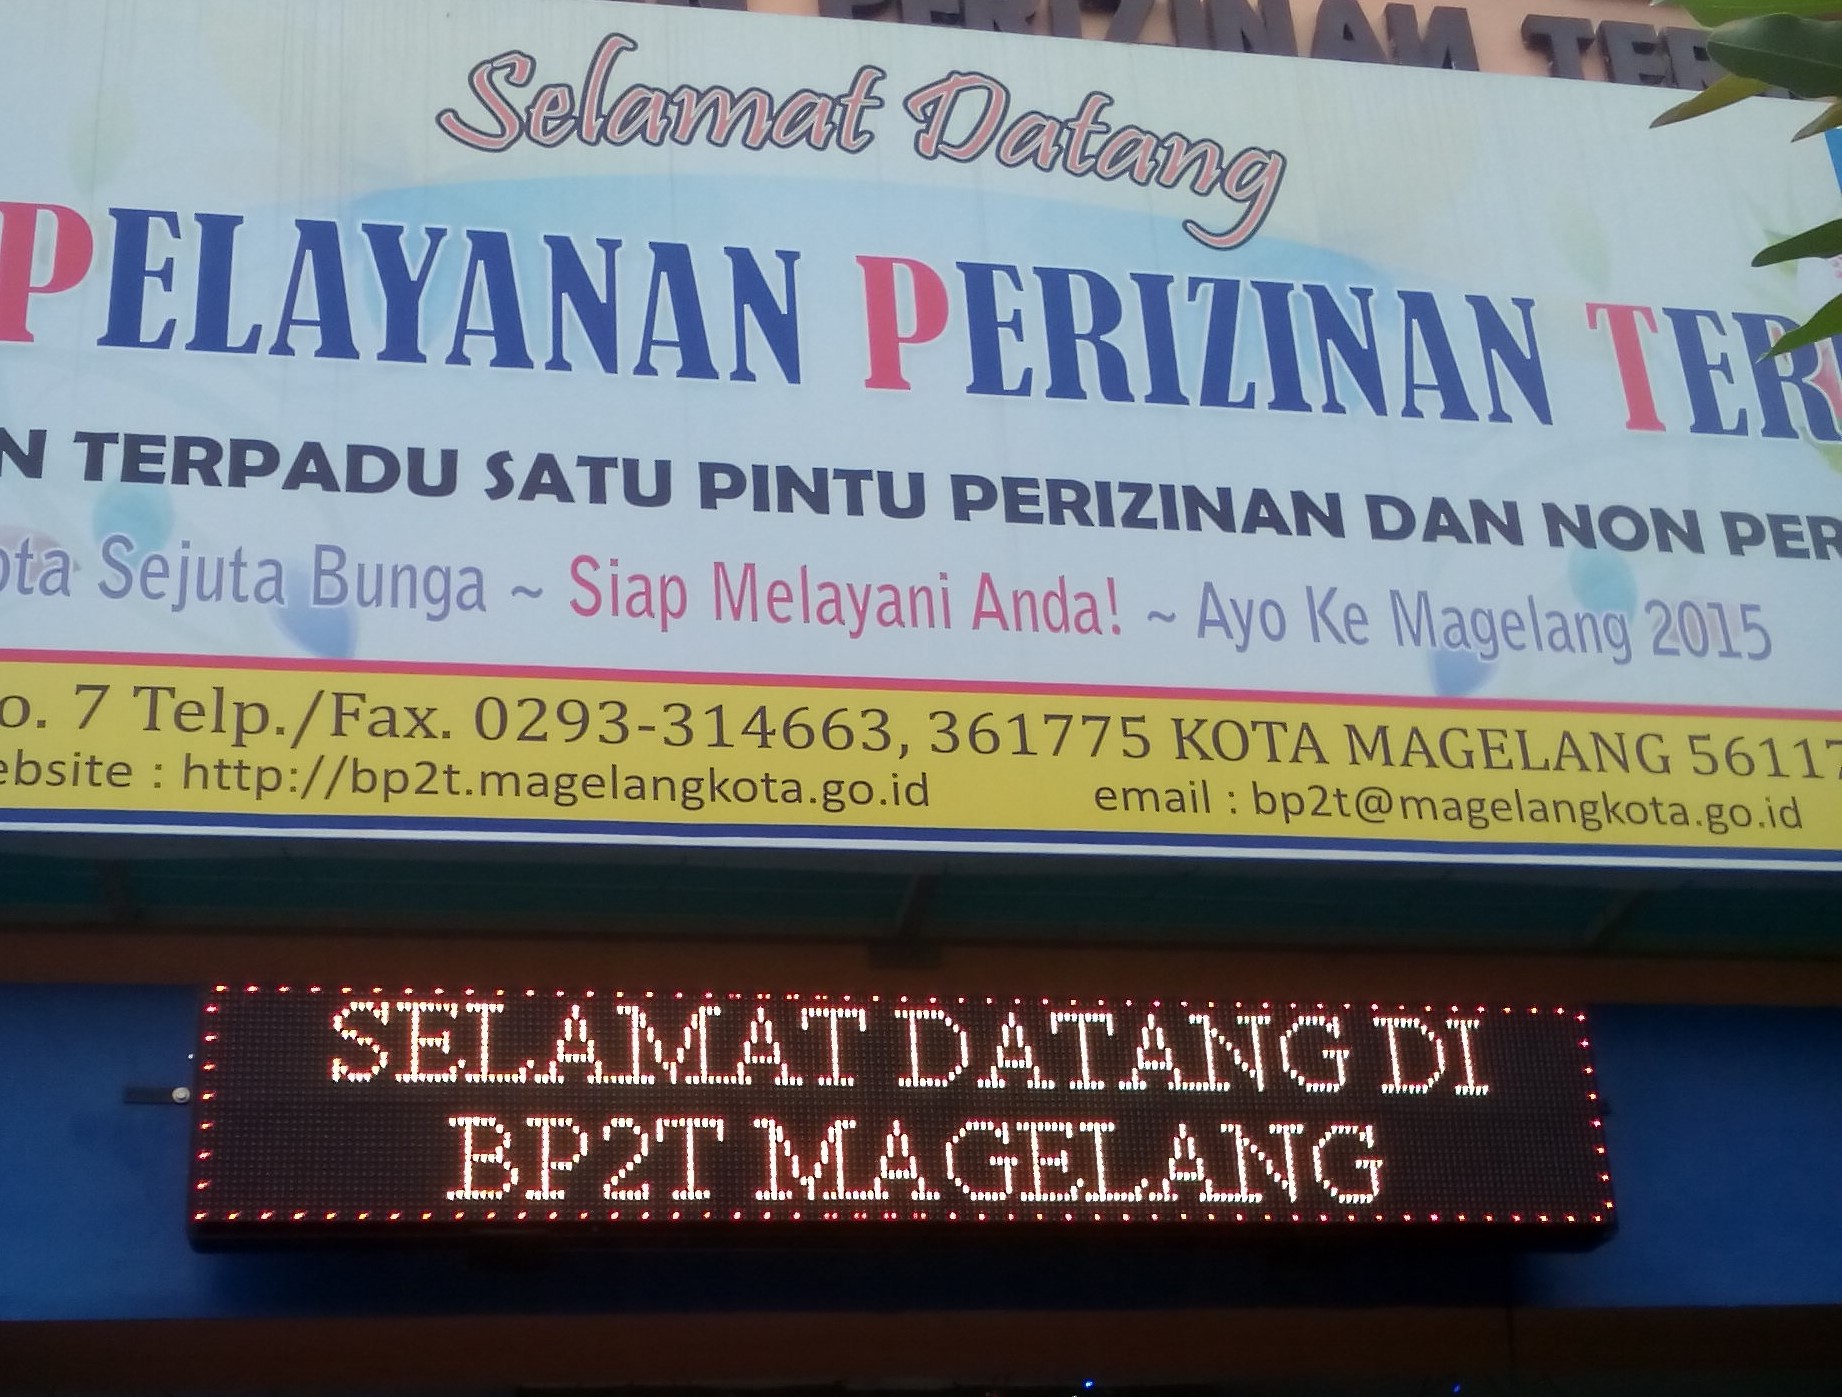 PERIZINAN
Selamat Datang
PELAYANAN PERIZINAN
TERPADU SATU PINTU PERIZINAN DAN NON
Sejuta Bunga ~ Siap Melayani Anda! ~ Ayo Ke Magelang 2015
7 Telp./Fax. 0293-314663, 361775 KOTA MAGELANG 56117
: http://bp2t.magelangkota.go.id email : bp2t@magelangkota.go.id
SELAMAT DATANG DI
BP2T MAGELANG